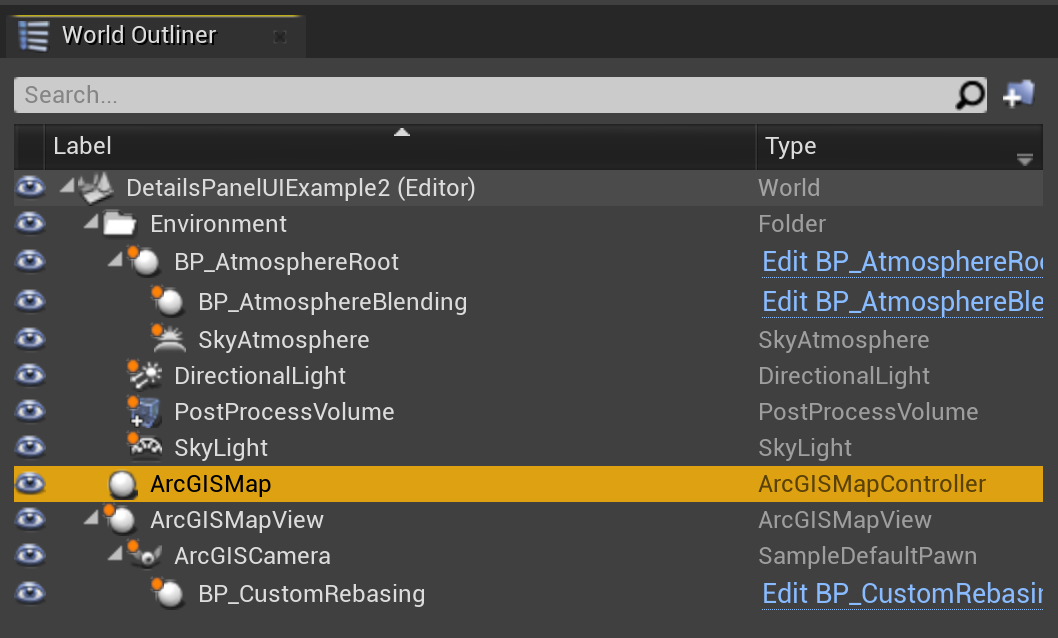 World Outliner
Search...
Label Type
DetailsPanelUIExample2 (Editor) World
Environment Folder
BP_AtmosphereRoot Edit BP_AtmosphereRo
BP_AtmosphereBlending Edit BP_AtmosphereBle
SkyAtmosphere SkyAtmosphere
DirectionalLight DirectionalLight
PostProcessVolume PostProcessVolume
SkyLight SkyLight
ArcGISMap ArcGISMapController
ArcGISMapView ArcGISMapView
ArcGISCamera SampleDefaultPawn
BP_CustomRebasing Edit BP_CustomRebasi